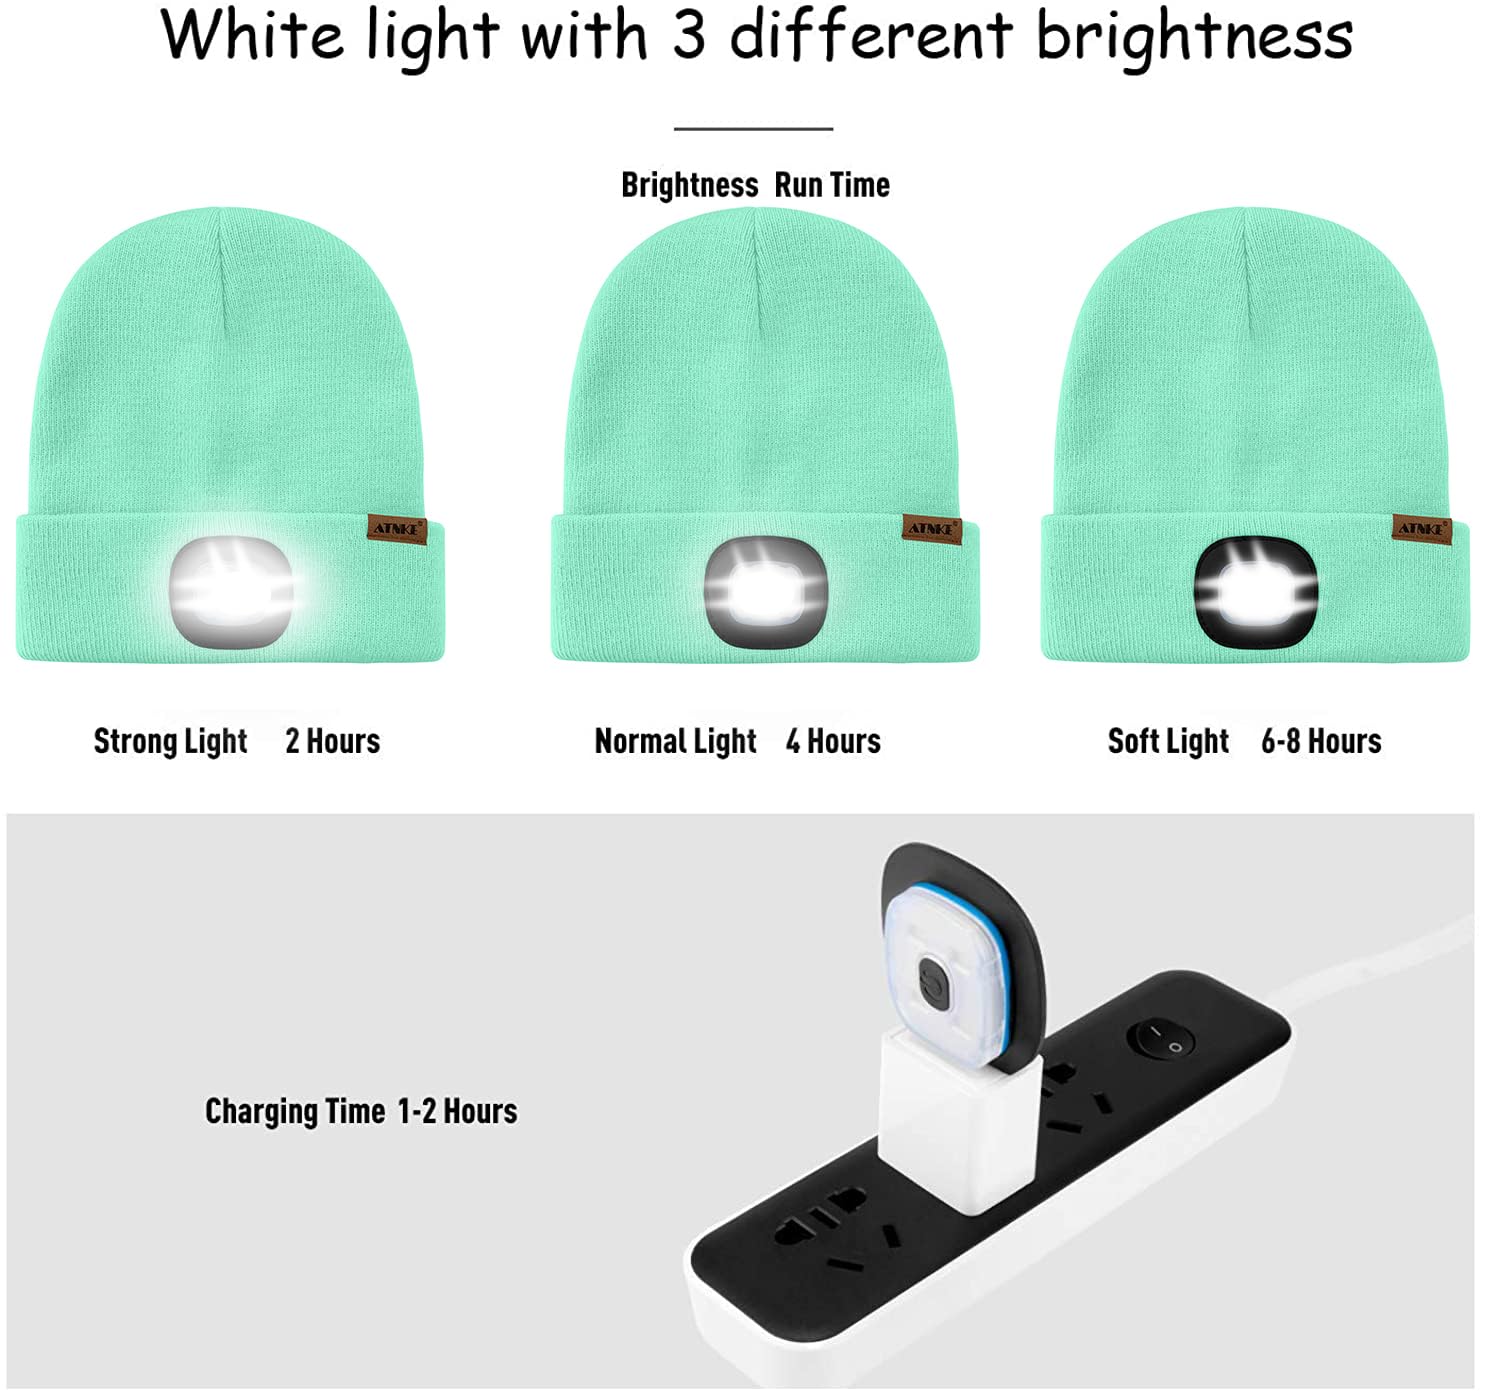 White light with 3 different brightness
Brightness Run Time
ATNKE®
ATNKE®
ATNKE®
Strong Light 2 Hours
Normal Light 4 Hours
Soft Light 6-8 Hours
Charging Time 1-2 Hours